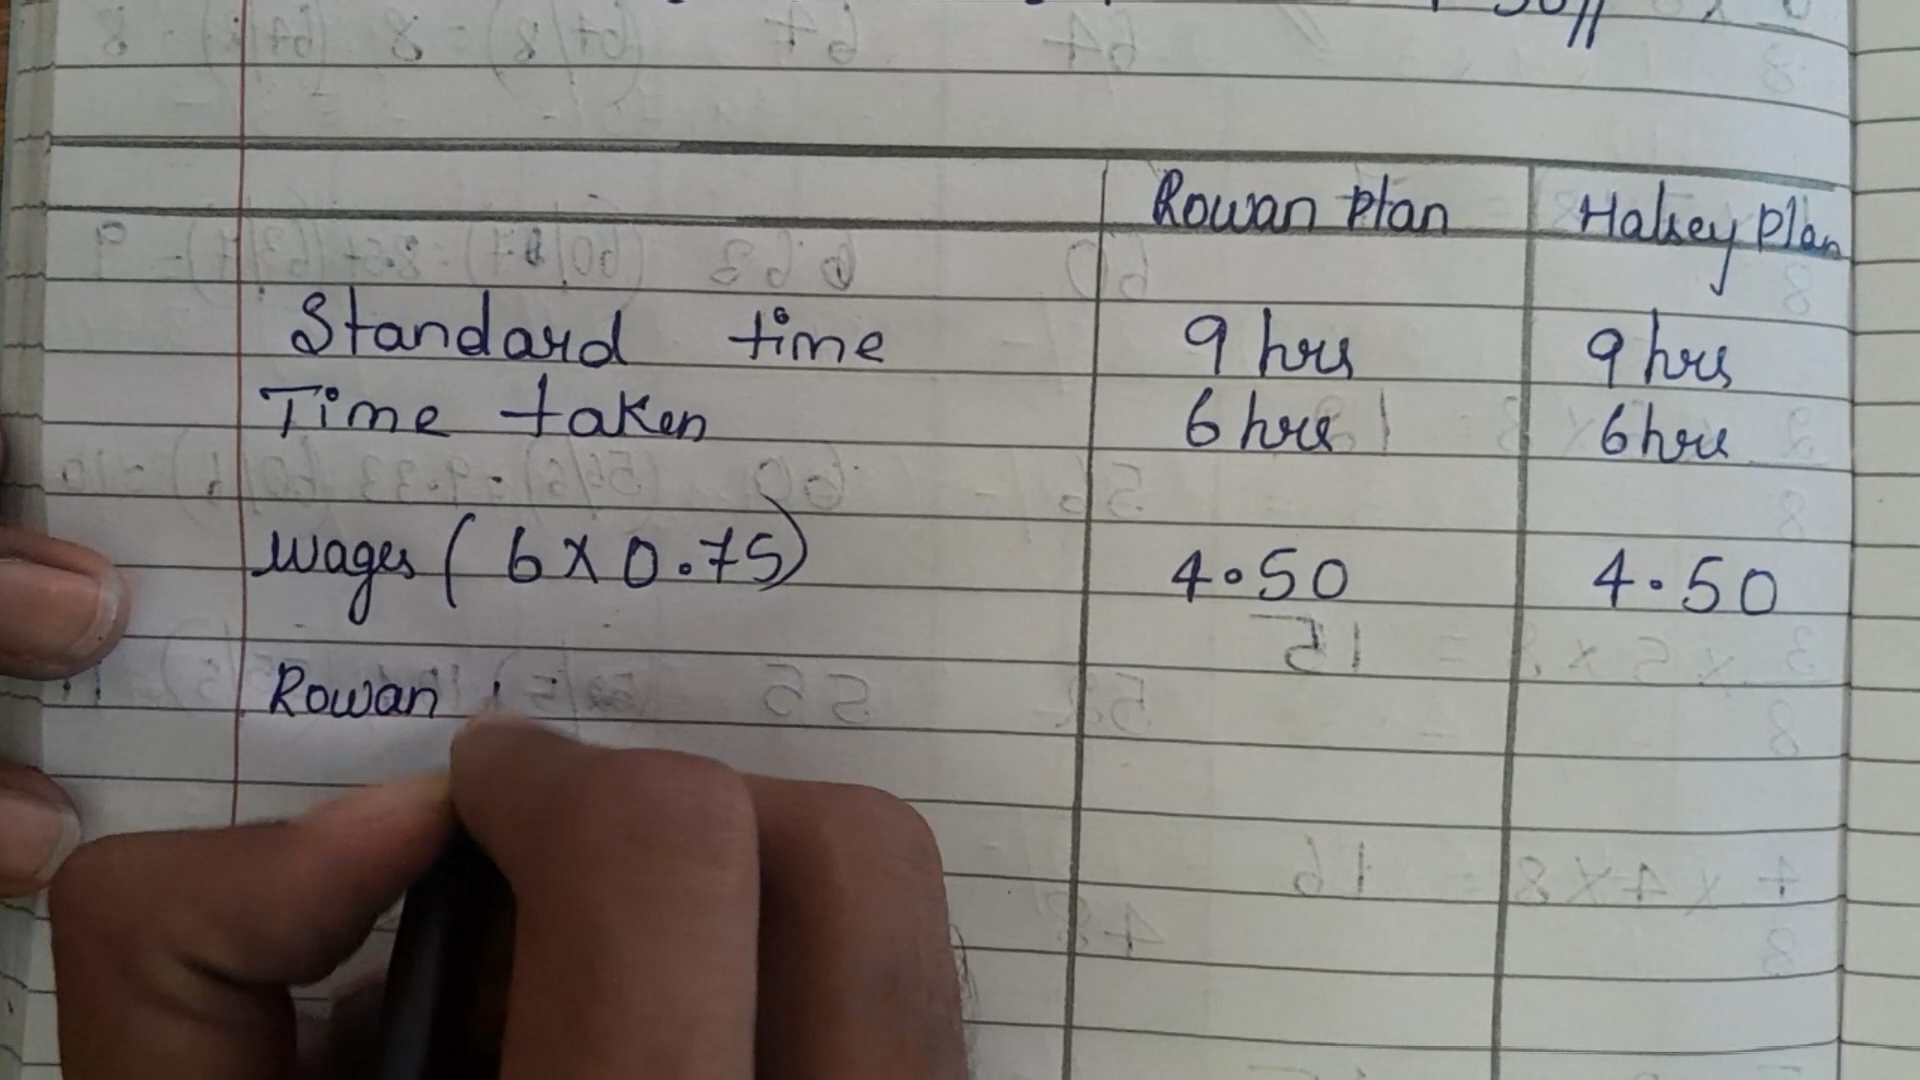 Rowan Plan Halsey Plan
Standard time 9 hrs 9 hrs
Time taken 6 hrs 6 hrs
Wages ( 6 x 0.75) 4.50 4.50
Rowan